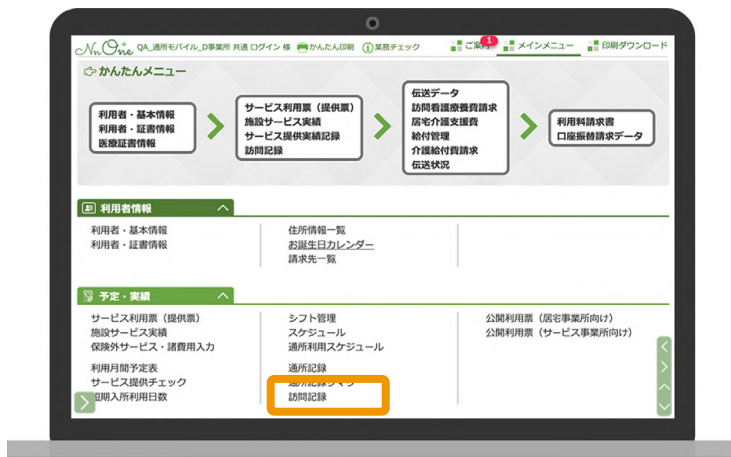 NnOne QA_通所モバイル_D事業所 共通 ログイン 様 かんたん印刷 業務チェック ご案内 1 メインメニュー 印刷ダウンロード
かんたんメニュー
利用者・基本情報
利用者・証書情報
医療証書情報
サービス利用票（提供票）
施設サービス実績
サービス提供実績記録
訪問記録
伝送データ
訪問看護療養費請求
居宅介護支援費
給付管理
介護給付費請求
伝送状況
利用料請求書
口座振替請求データ
利用者情報
利用者・基本情報
利用者・証書情報
住所情報一覧
お誕生日カレンダー
請求先一覧
予定・実績
サービス利用票（提供票）
施設サービス実績
保険外サービス・諸費用入力
利用月間予定表
サービス提供チェック
短期入所利用日数
シフト管理
スケジュール
通所利用スケジュール
通所記録
訪問記録
公開利用票（居宅事業所向け）
公開利用票（サービス事業所向け）